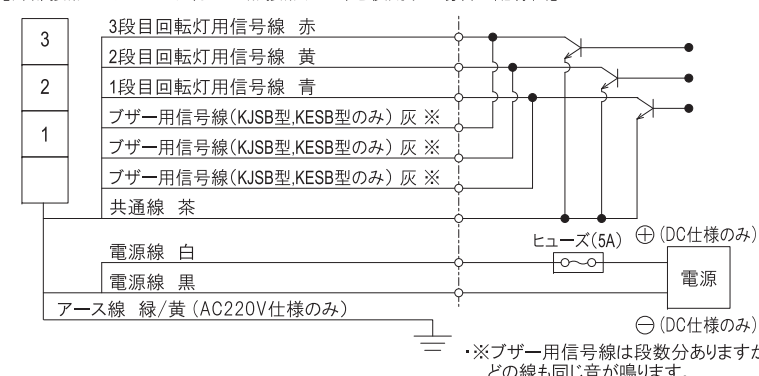 3
2
1
3段目回転灯用信号線 赤
2段目回転灯用信号線 黄
1段目回転灯用信号線 青
ブザー用信号線(KJSB型,KESB型のみ) 灰 ※
ブザー用信号線(KJSB型,KESB型のみ) 灰 ※
ブザー用信号線(KJSB型,KESB型のみ) 灰 ※
共通線 茶
電源線 白
電源線 黒
アース線 緑/黄 (AC220V仕様のみ)
ヒューズ(5A)
⊕ (DC仕様のみ)
電源
⊖ (DC仕様のみ)
・※ブザー用信号線は段数分ありますが
どの線も同じ音が鳴ります。